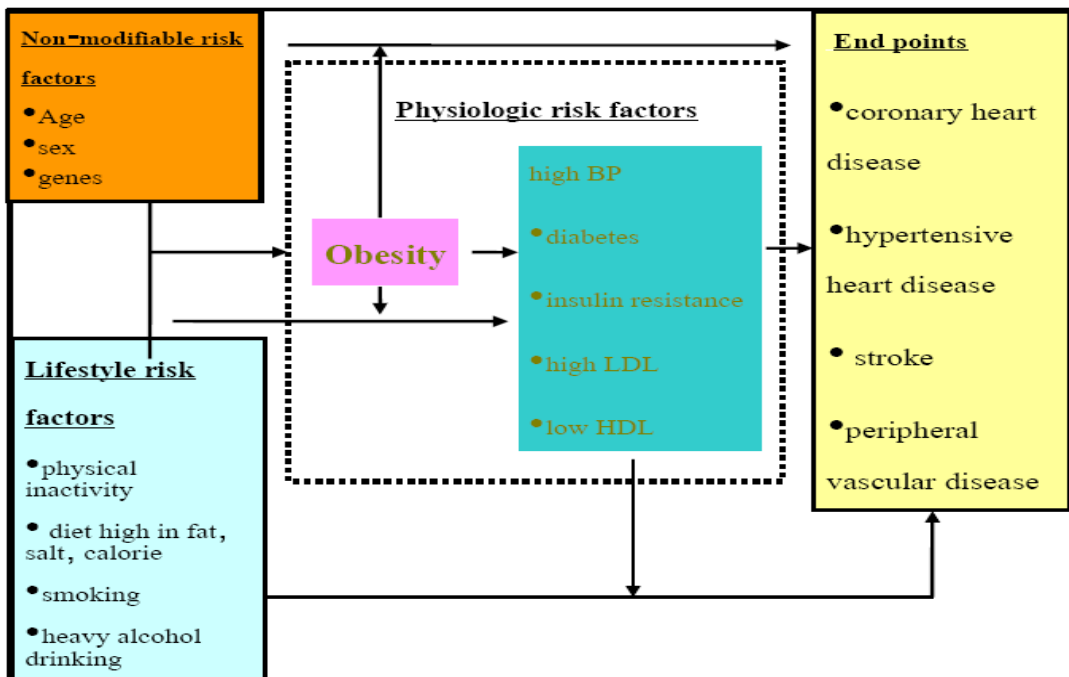 Non-modifiable risk
factors
•Age
•sex
•genes
Physiologic risk factors
Obesity
high BP
•diabetes
•insulin resistance
•high LDL
•low HDL
End points
•coronary heart
disease
•hypertensive
heart disease
• stroke
•peripheral
vascular disease
Lifestyle risk
factors
•physical
inactivity
• diet high in fat,
salt, calorie
•smoking
•heavy alcohol
drinking